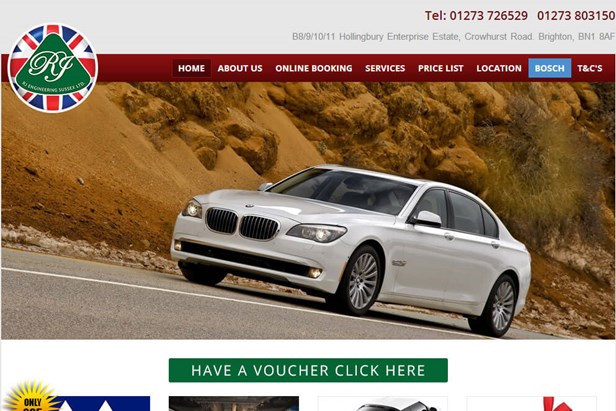 Tel: 01273 726529   01273 803150
B8/9/10/11 Hollingbury Enterprise Estate, Crowhurst Road. Brighton, BN1 8AF
RJ
RJ ENGINEERING SUSSEX LTD.
HOME ABOUT US ONLINE BOOKING SERVICES PRICE LIST LOCATION BOSCH T&C'S
HAVE A VOUCHER CLICK HERE
ONLY